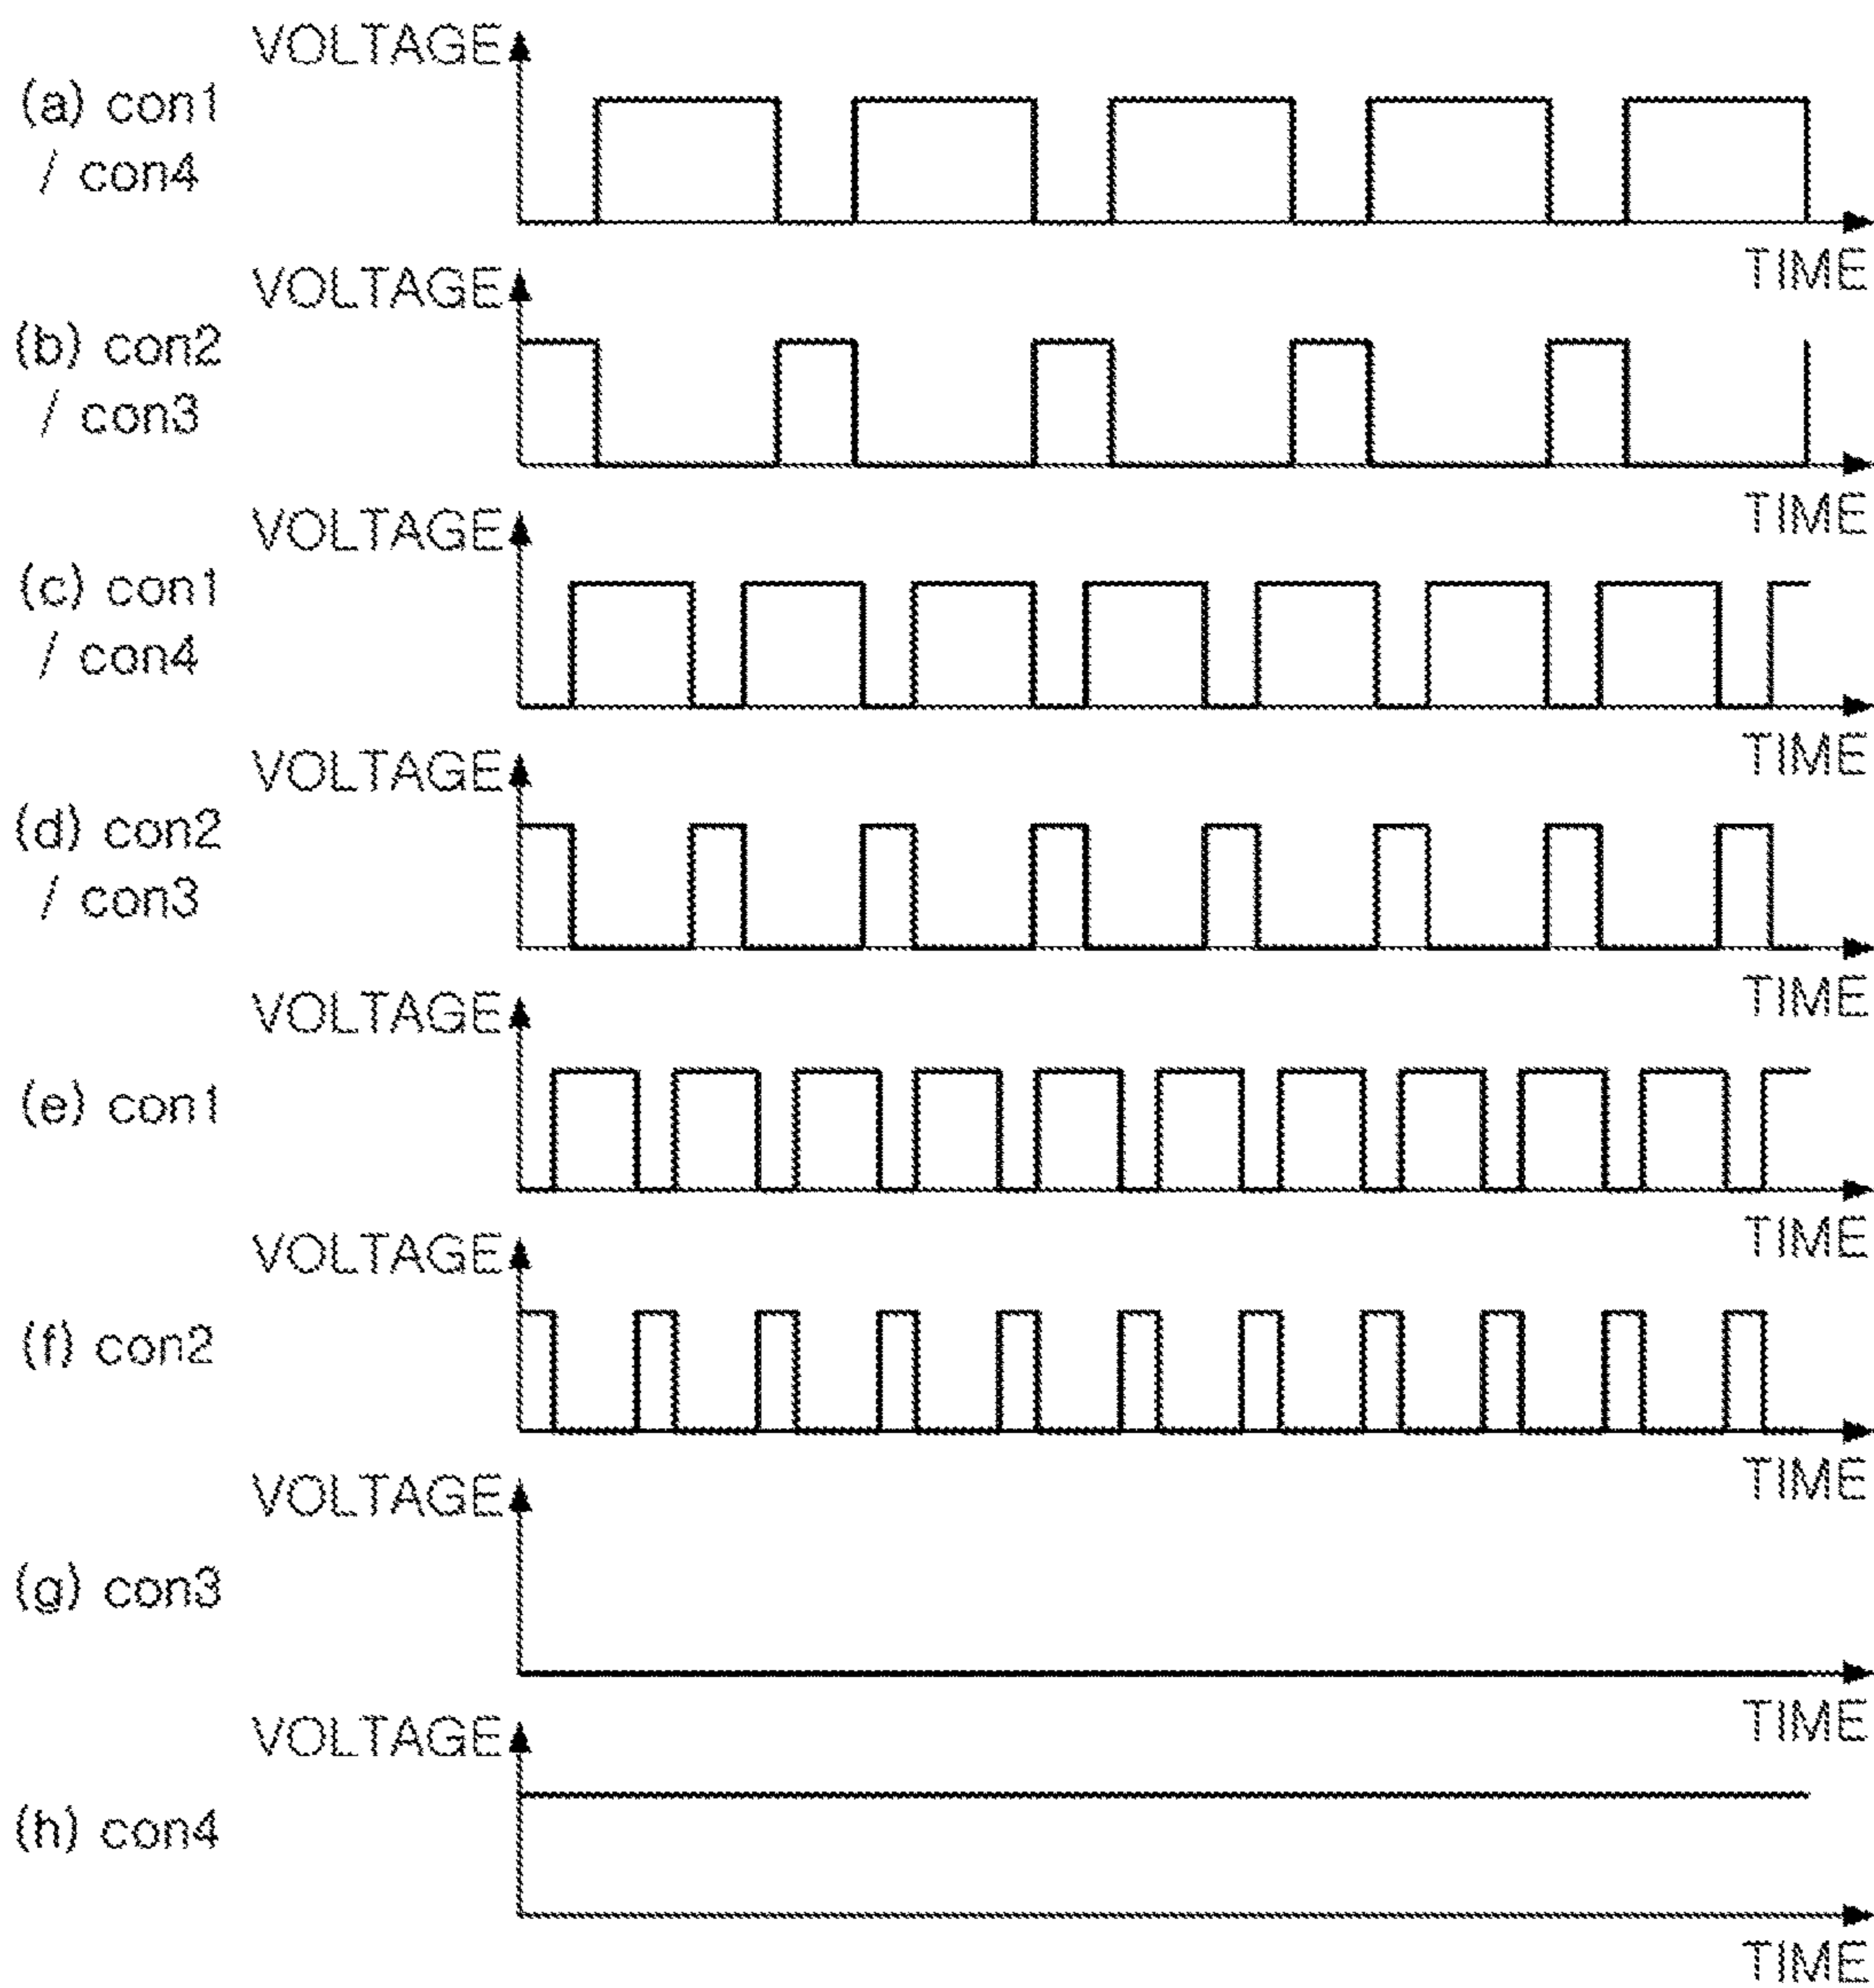 VOLTAGE
(a) con1
/ con4
TIME
VOLTAGE
(b) con2
/ con3
TIME
VOLTAGE
(c) con1
/ con4
TIME
VOLTAGE
(d) con2
/ con3
TIME
VOLTAGE
(e) con1
TIME
VOLTAGE
(f) con2
TIME
VOLTAGE
(g) con3
TIME
VOLTAGE
(h) con4
TIME